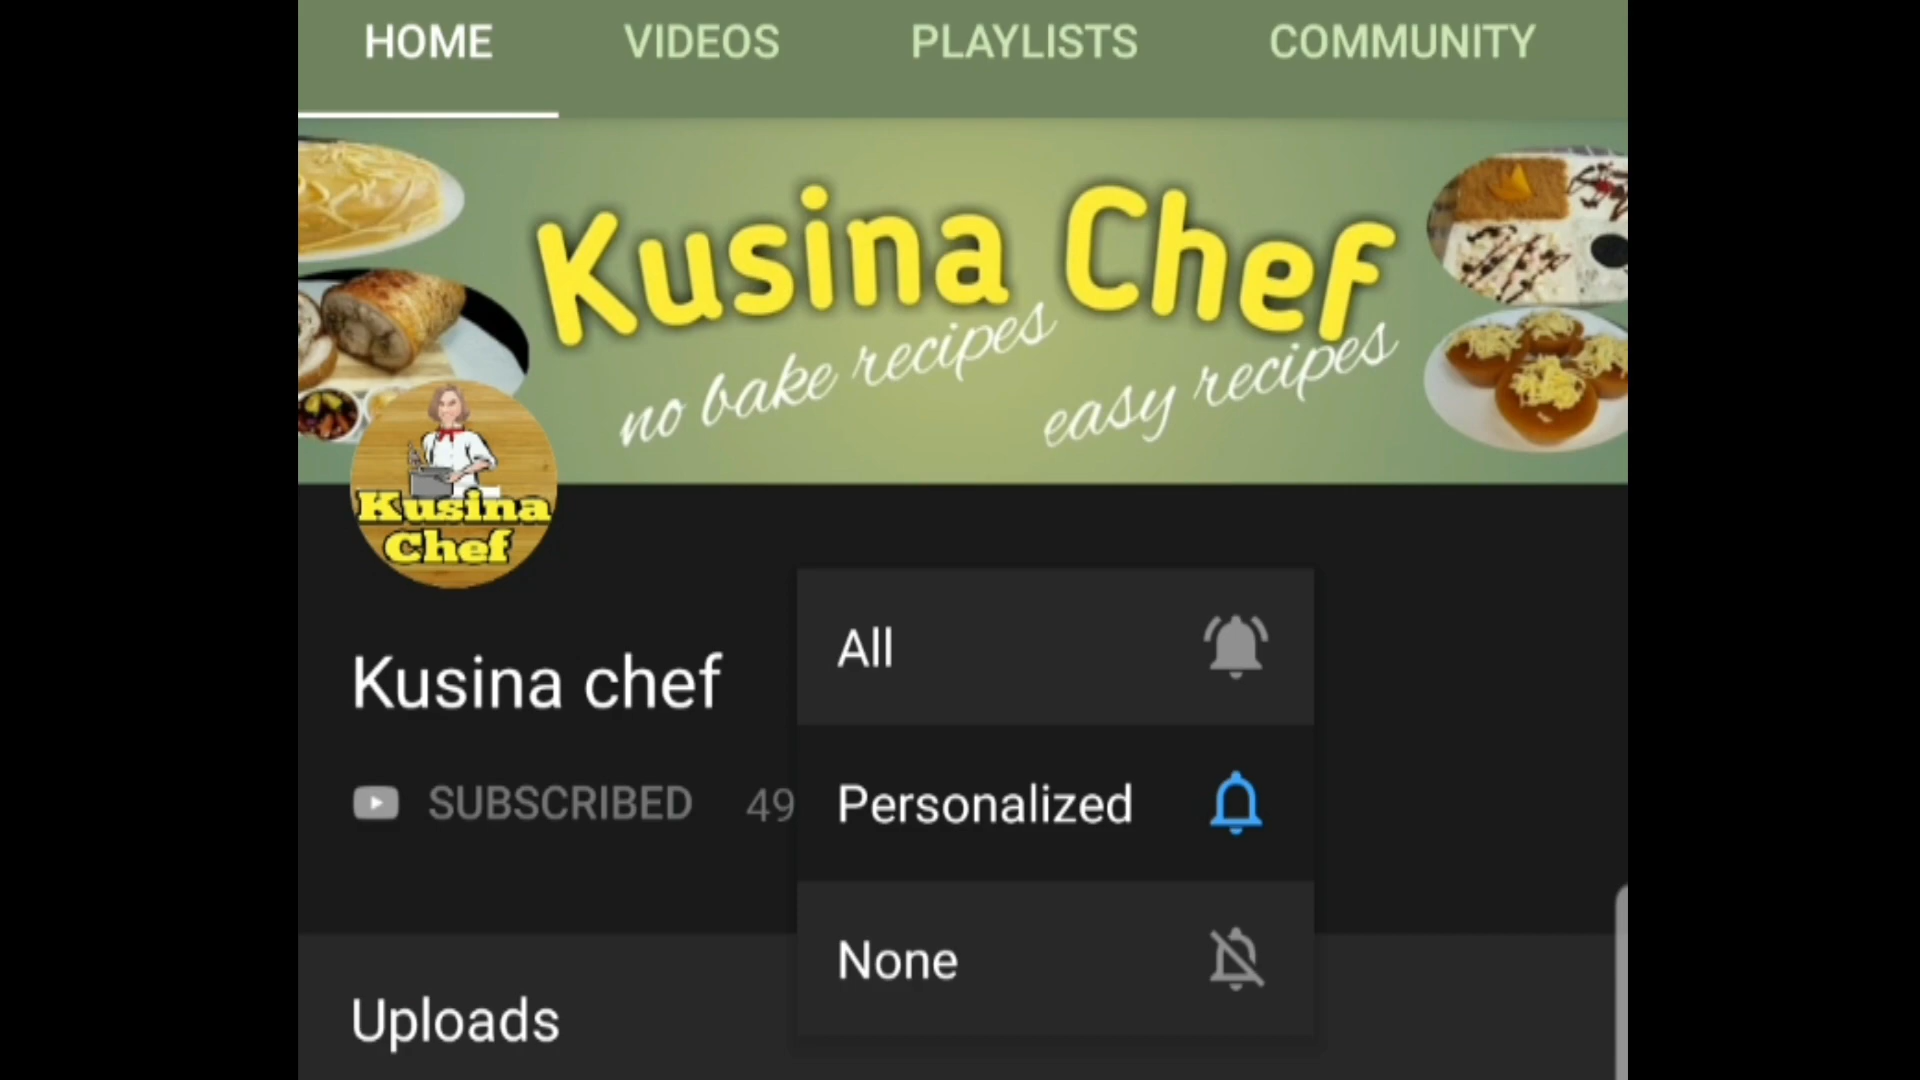 HOME VIDEOS PLAYLISTS COMMUNITY
Kusina Chef
no bake recipes
easy recipes
Kusina
Chef
Kusina chef
SUBSCRIBED 49
All
Personalized
None
Uploads